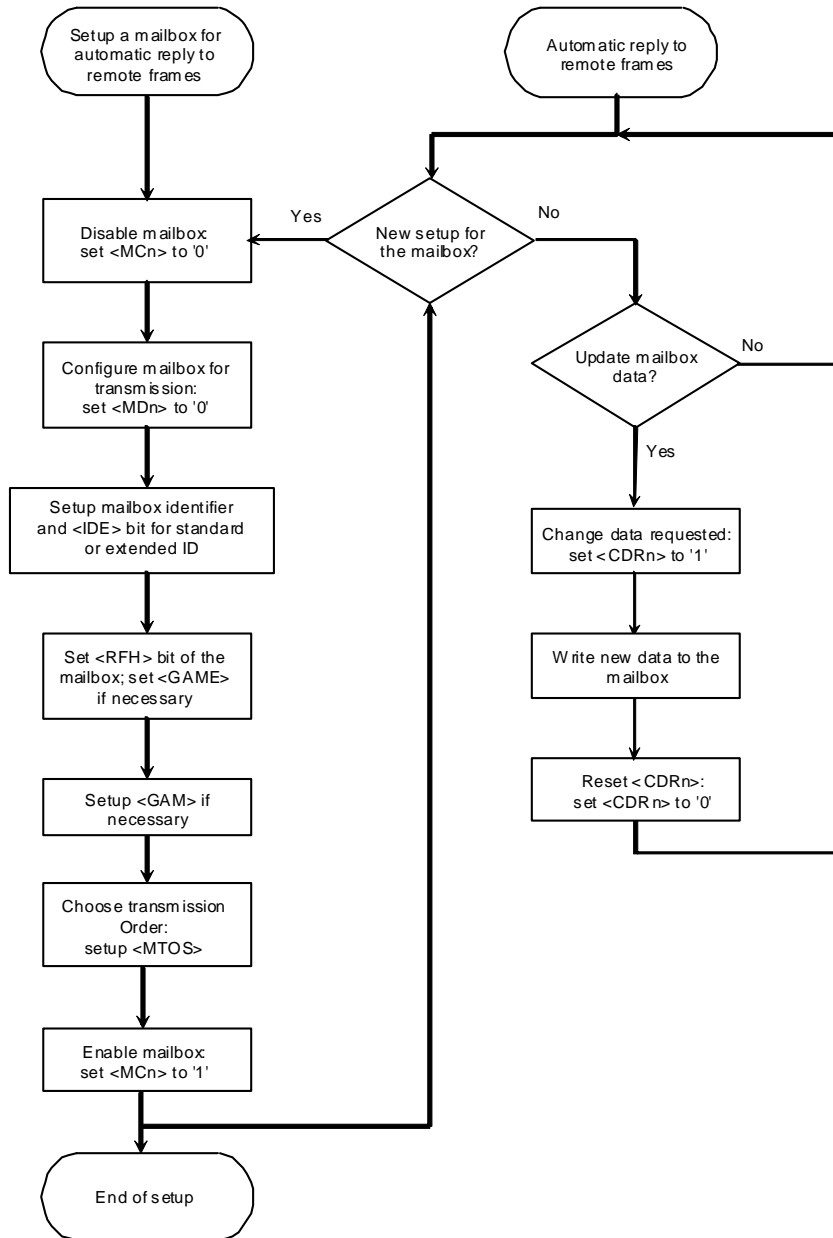 Setup a mailbox for
automatic reply to
remote frames
Disable mailbox:
set <MCn> to '0'
Configure mailbox for
transmission:
set <MDn> to '0'
Setup mailbox identifier
and <IDE> bit for standard
or extended ID
Set <RFH> bit of the
mailbox; set <GAME>
if necessary
Setup <GAM> if
necessary
Choose transmission
Order:
setup <MTOS>
Enable mailbox:
set <MCn> to '1'
End of setup
Automatic reply to
remote frames
Yes
New setup for
the mailbox?
No
Update mailbox
data?
No
Yes
Change data requested:
set <CDRn> to '1'
Write new data to the
mailbox
Reset <CDRn>:
set <CDRn> to '0'